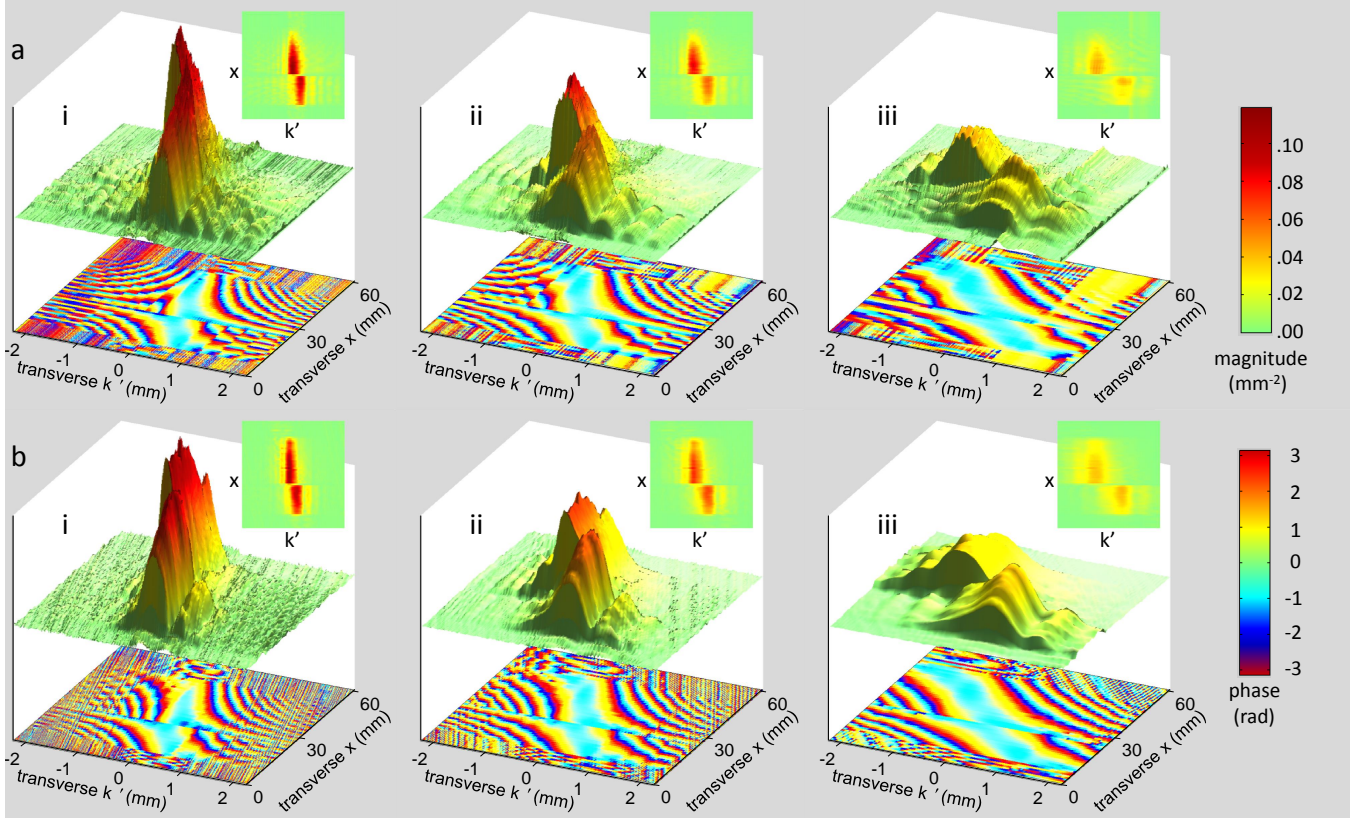 a
i
x
k’
ii
x
k’
iii
x
k’
.10
.08
.06
.04
.02
.00
magnitude
(mm-2)
-2
-1
0
1
2
transverse k ’ (mm)
0
30
60
transverse x (mm)
-2
-1
0
1
2
transverse k ’ (mm)
0
30
60
transverse x (mm)
-2
-1
0
1
2
transverse k ’ (mm)
0
30
60
transverse x (mm)
b
i
x
k’
ii
x
k’
iii
x
k’
3
2
1
0
-1
-2
-3
phase
(rad)
-2
-1
0
1
2
transverse k ’ (mm)
0
30
60
transverse x (mm)
-2
-1
0
1
2
transverse k ’ (mm)
0
30
60
transverse x (mm)
-2
-1
0
1
2
transverse k ’ (mm)
0
30
60
transverse x (mm)